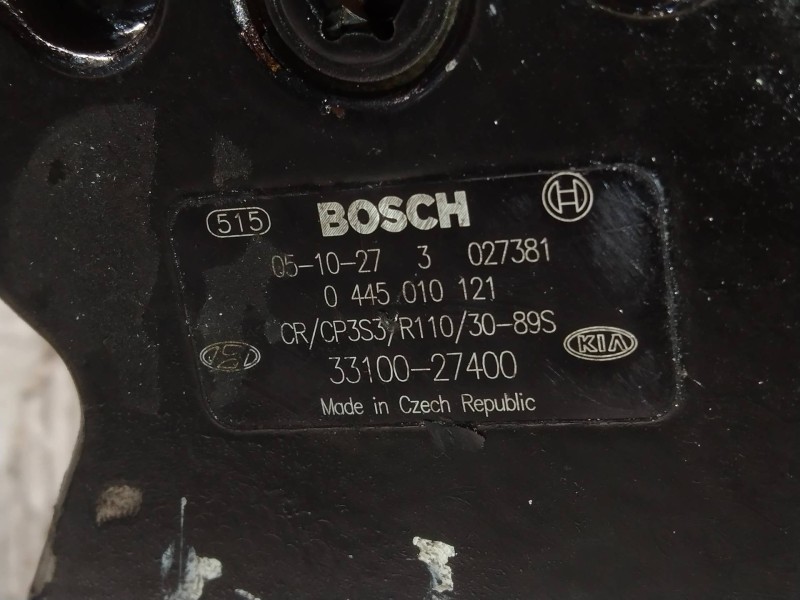 515 BOSCH
05-10-27 3 027381
0 445 010 121
CR/CP3S3/R110/30-89S
KIA
33100-27400
Made in Czech Republic